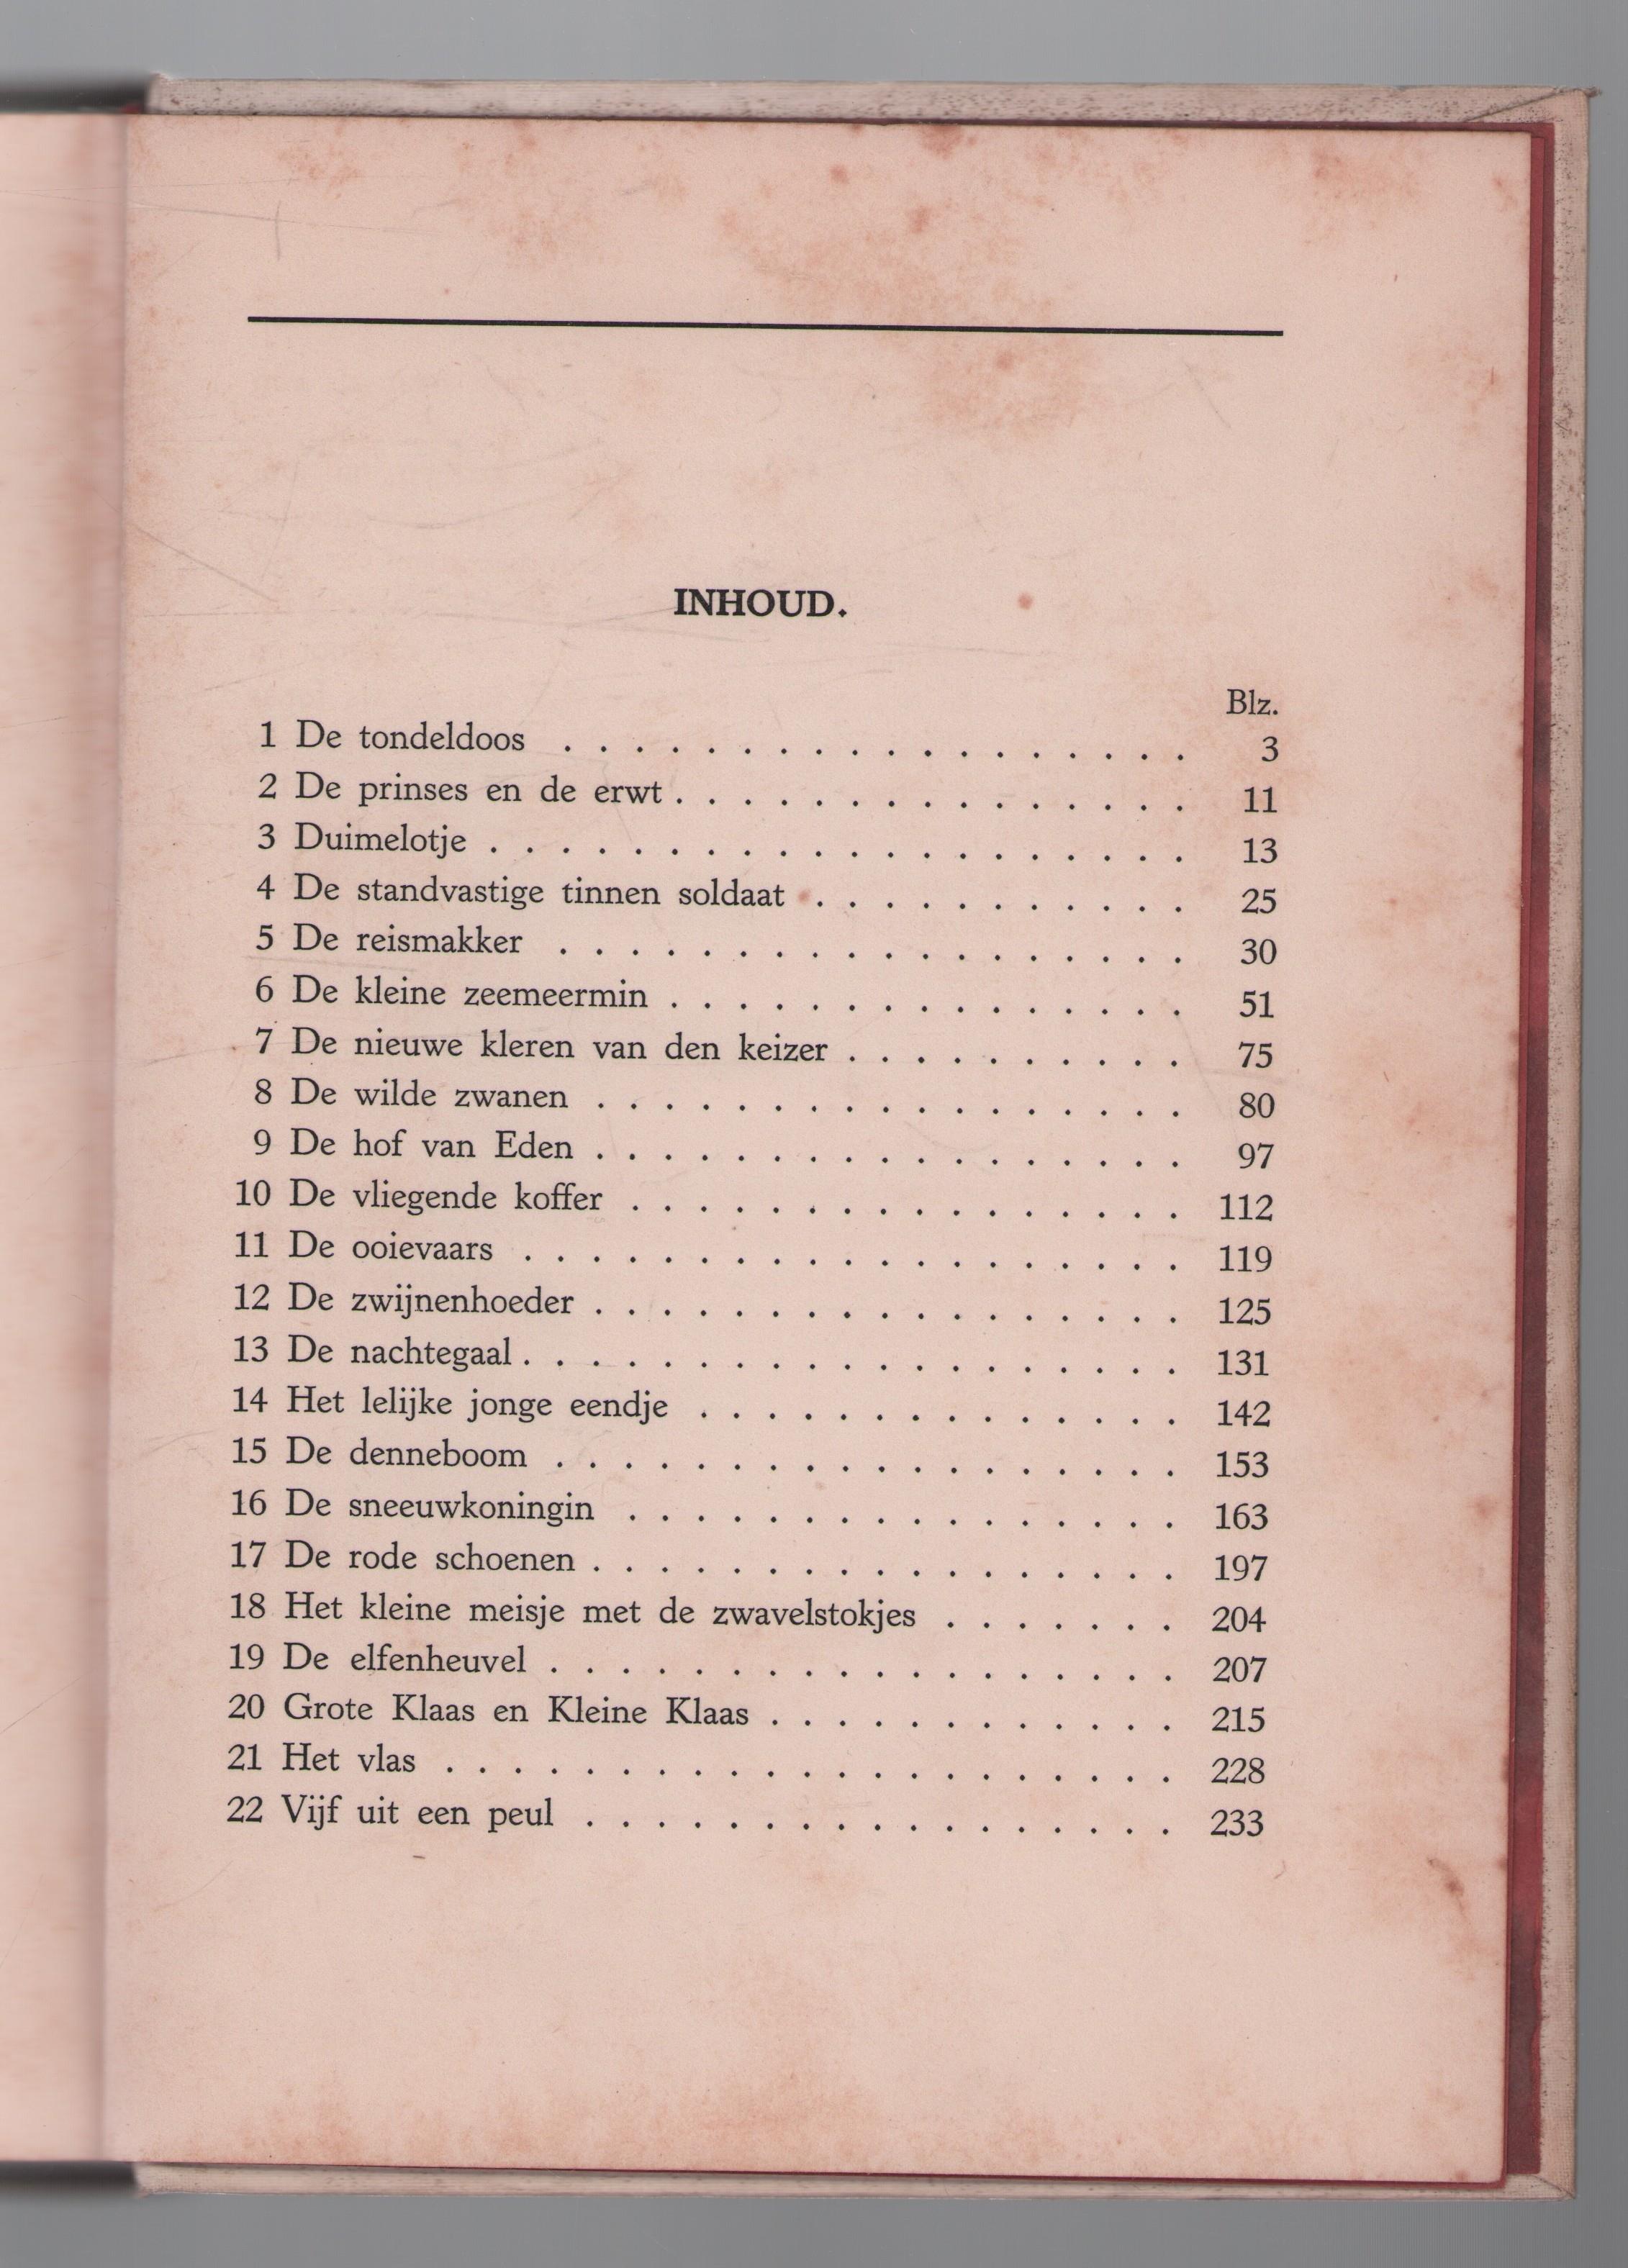 INHOUD.
Blz.
1 De tondeldoos . . . . . . . . . . . . . . . . . . 3
2 De prinses en de erwt . . . . . . . . . . . . . . . 11
3 Duimelotje . . . . . . . . . . . . . . . . . . . . 13
4 De standvastige tinnen soldaat . . . . . . . . . . . 25
5 De reismakker . . . . . . . . . . . . . . . . . . 30
6 De kleine zeemeermin . . . . . . . . . . . . . . . 51
7 De nieuwe kleren van den keizer . . . . . . . . . . 75
8 De wilde zwanen . . . . . . . . . . . . . . . . . 80
9 De hof van Eden . . . . . . . . . . . . . . . . . 97
10 De vliegende koffer . . . . . . . . . . . . . . . . 112
11 De ooievaars . . . . . . . . . . . . . . . . . . . 119
12 De zwijnenhoeder . . . . . . . . . . . . . . . . . 125
13 De nachtegaal . . . . . . . . . . . . . . . . . . . 131
14 Het lelijke jonge eendje . . . . . . . . . . . . . . 142
15 De denneboom . . . . . . . . . . . . . . . . . . 153
16 De sneeuwkoningin . . . . . . . . . . . . . . . . 163
17 De rode schoenen . . . . . . . . . . . . . . . . . 197
18 Het kleine meisje met de zwavelstokjes . . . . . . . 204
19 De elfenheuvel . . . . . . . . . . . . . . . . . . 207
20 Grote Klaas en Kleine Klaas . . . . . . . . . . . . 215
21 Het vlas . . . . . . . . . . . . . . . . . . . . . 228
22 Vijf uit een peul . . . . . . . . . . . . . . . . . 233